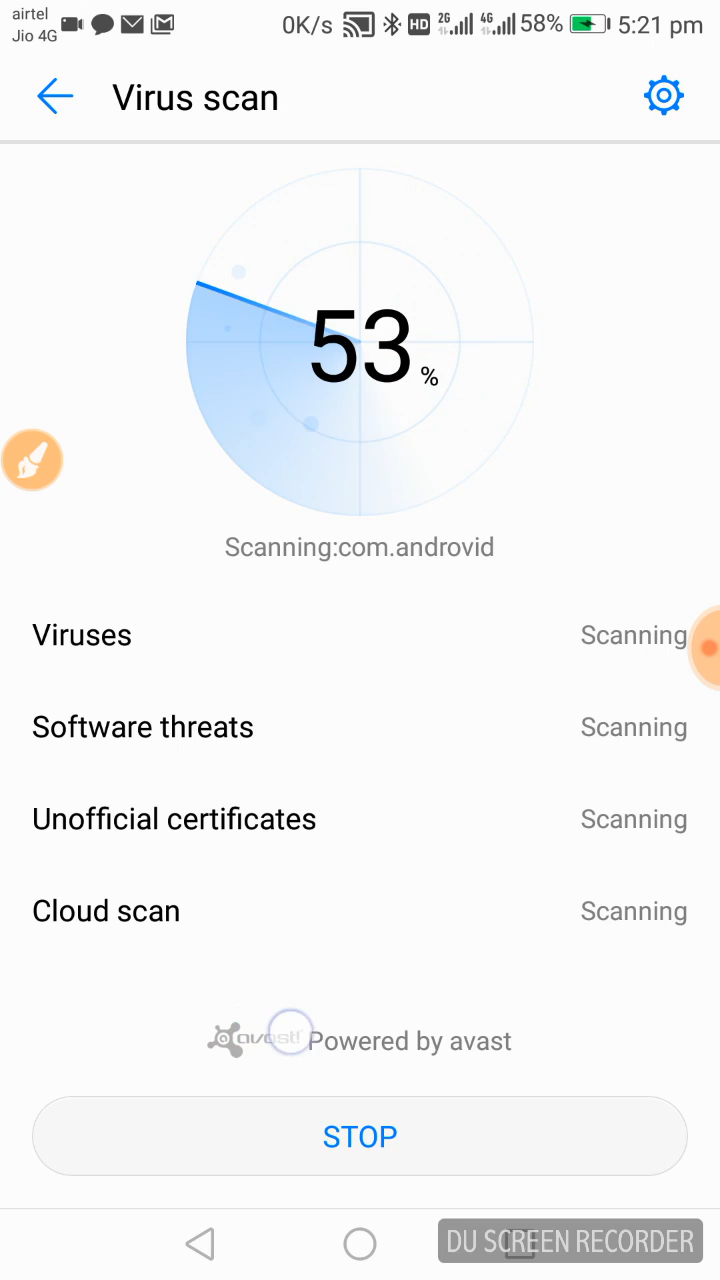 airtel
Jio 4G
0K/s HD 2G 4G 58% 5:21 pm
Virus scan
53%
Scanning:com.androvid
Viruses Scanning
Software threats Scanning
Unofficial certificates Scanning
Cloud scan Scanning
avast! Powered by avast
STOP
DU SCREEN RECORDER